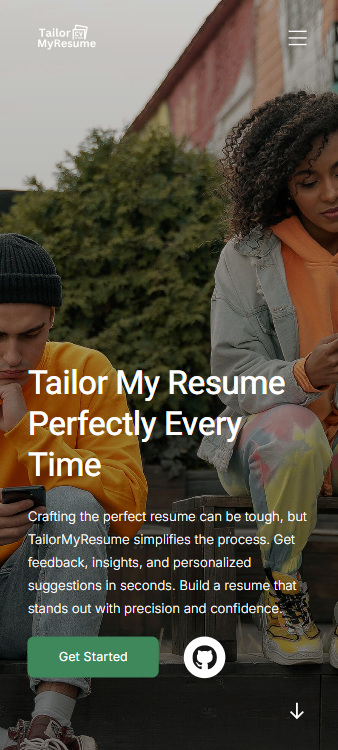 Tailor CV
MyResume
Tailor My Resume
Perfectly Every
Time
Crafting the perfect resume can be tough, but
TailorMyResume simplifies the process. Get
feedback, insights, and personalized
suggestions in seconds. Build a resume that
stands out with precision and confidence.
Get Started